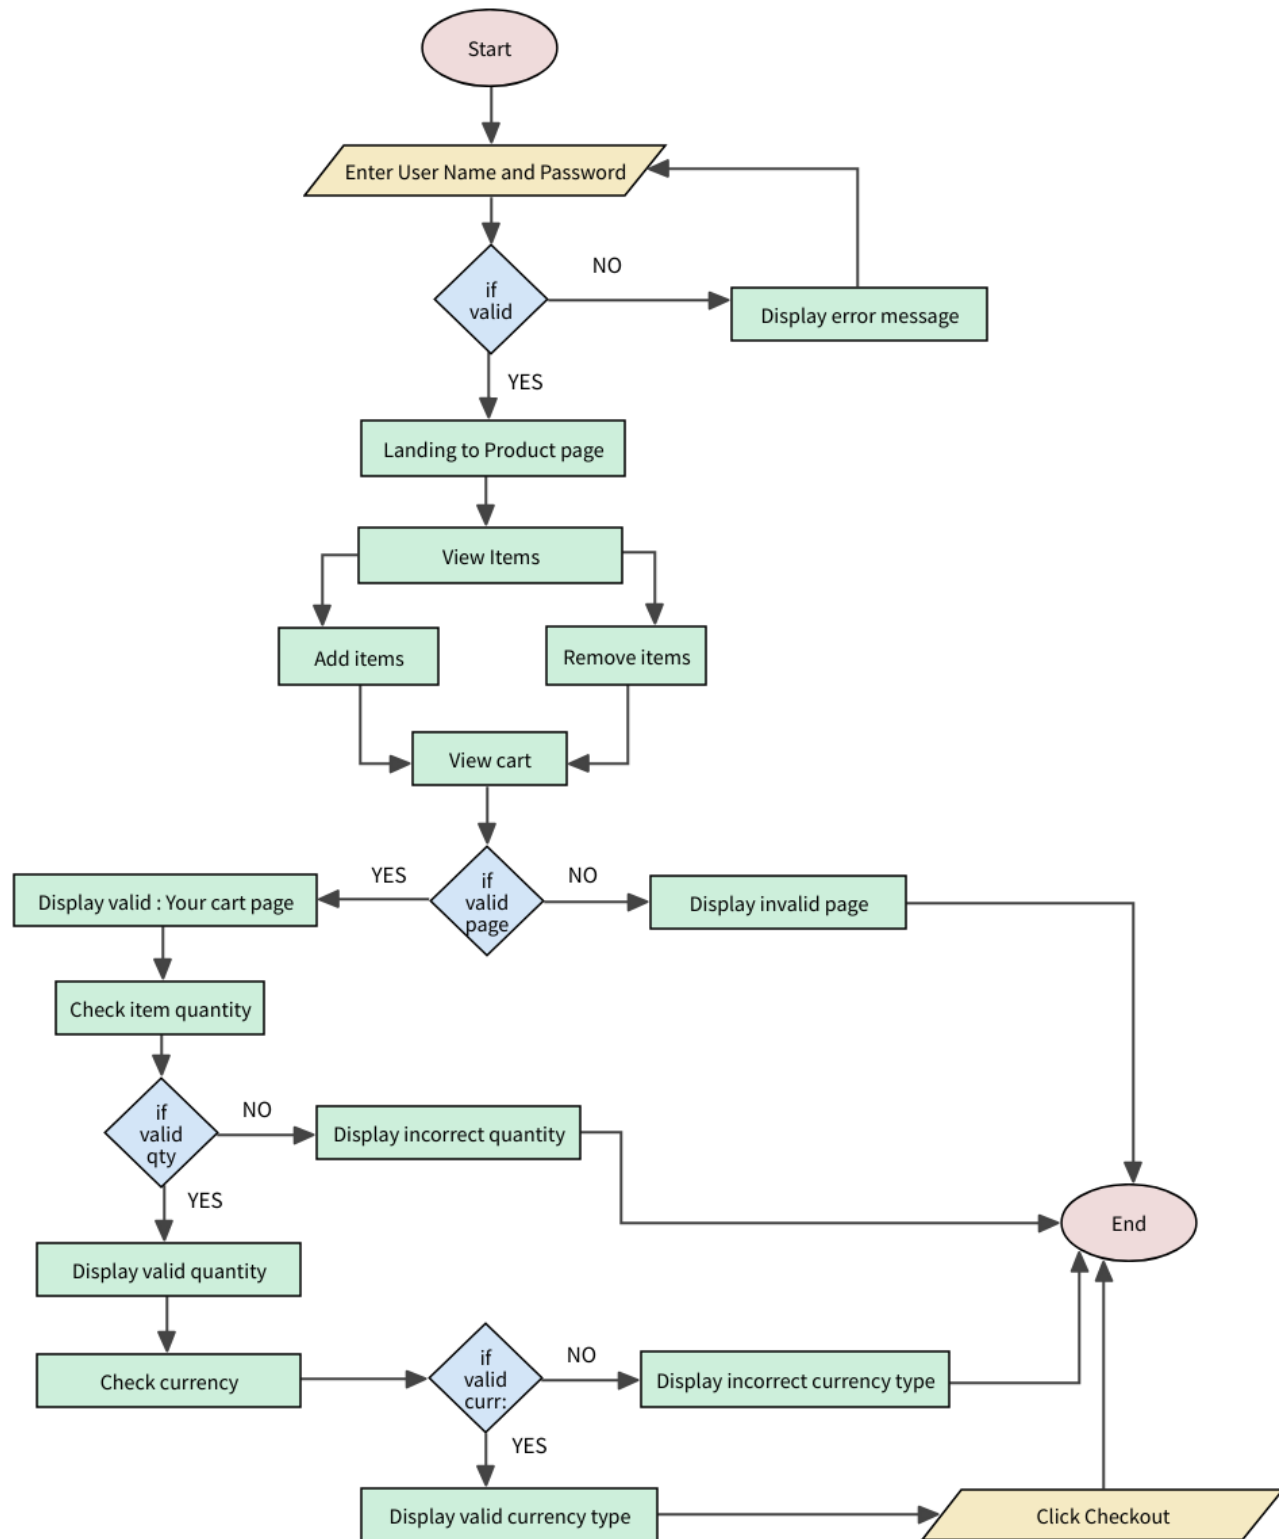 Start
Enter User Name and Password
NO
if
valid
Display error message
YES
Landing to Product page
View Items
Add items
Remove items
View cart
YES
if
valid
page
NO
Display valid : Your cart page
Display invalid page
Check item quantity
if
valid
qty
NO
Display incorrect quantity
YES
End
Display valid quantity
Check currency
if
valid
curr:
NO
Display incorrect currency type
YES
Display valid currency type
Click Checkout